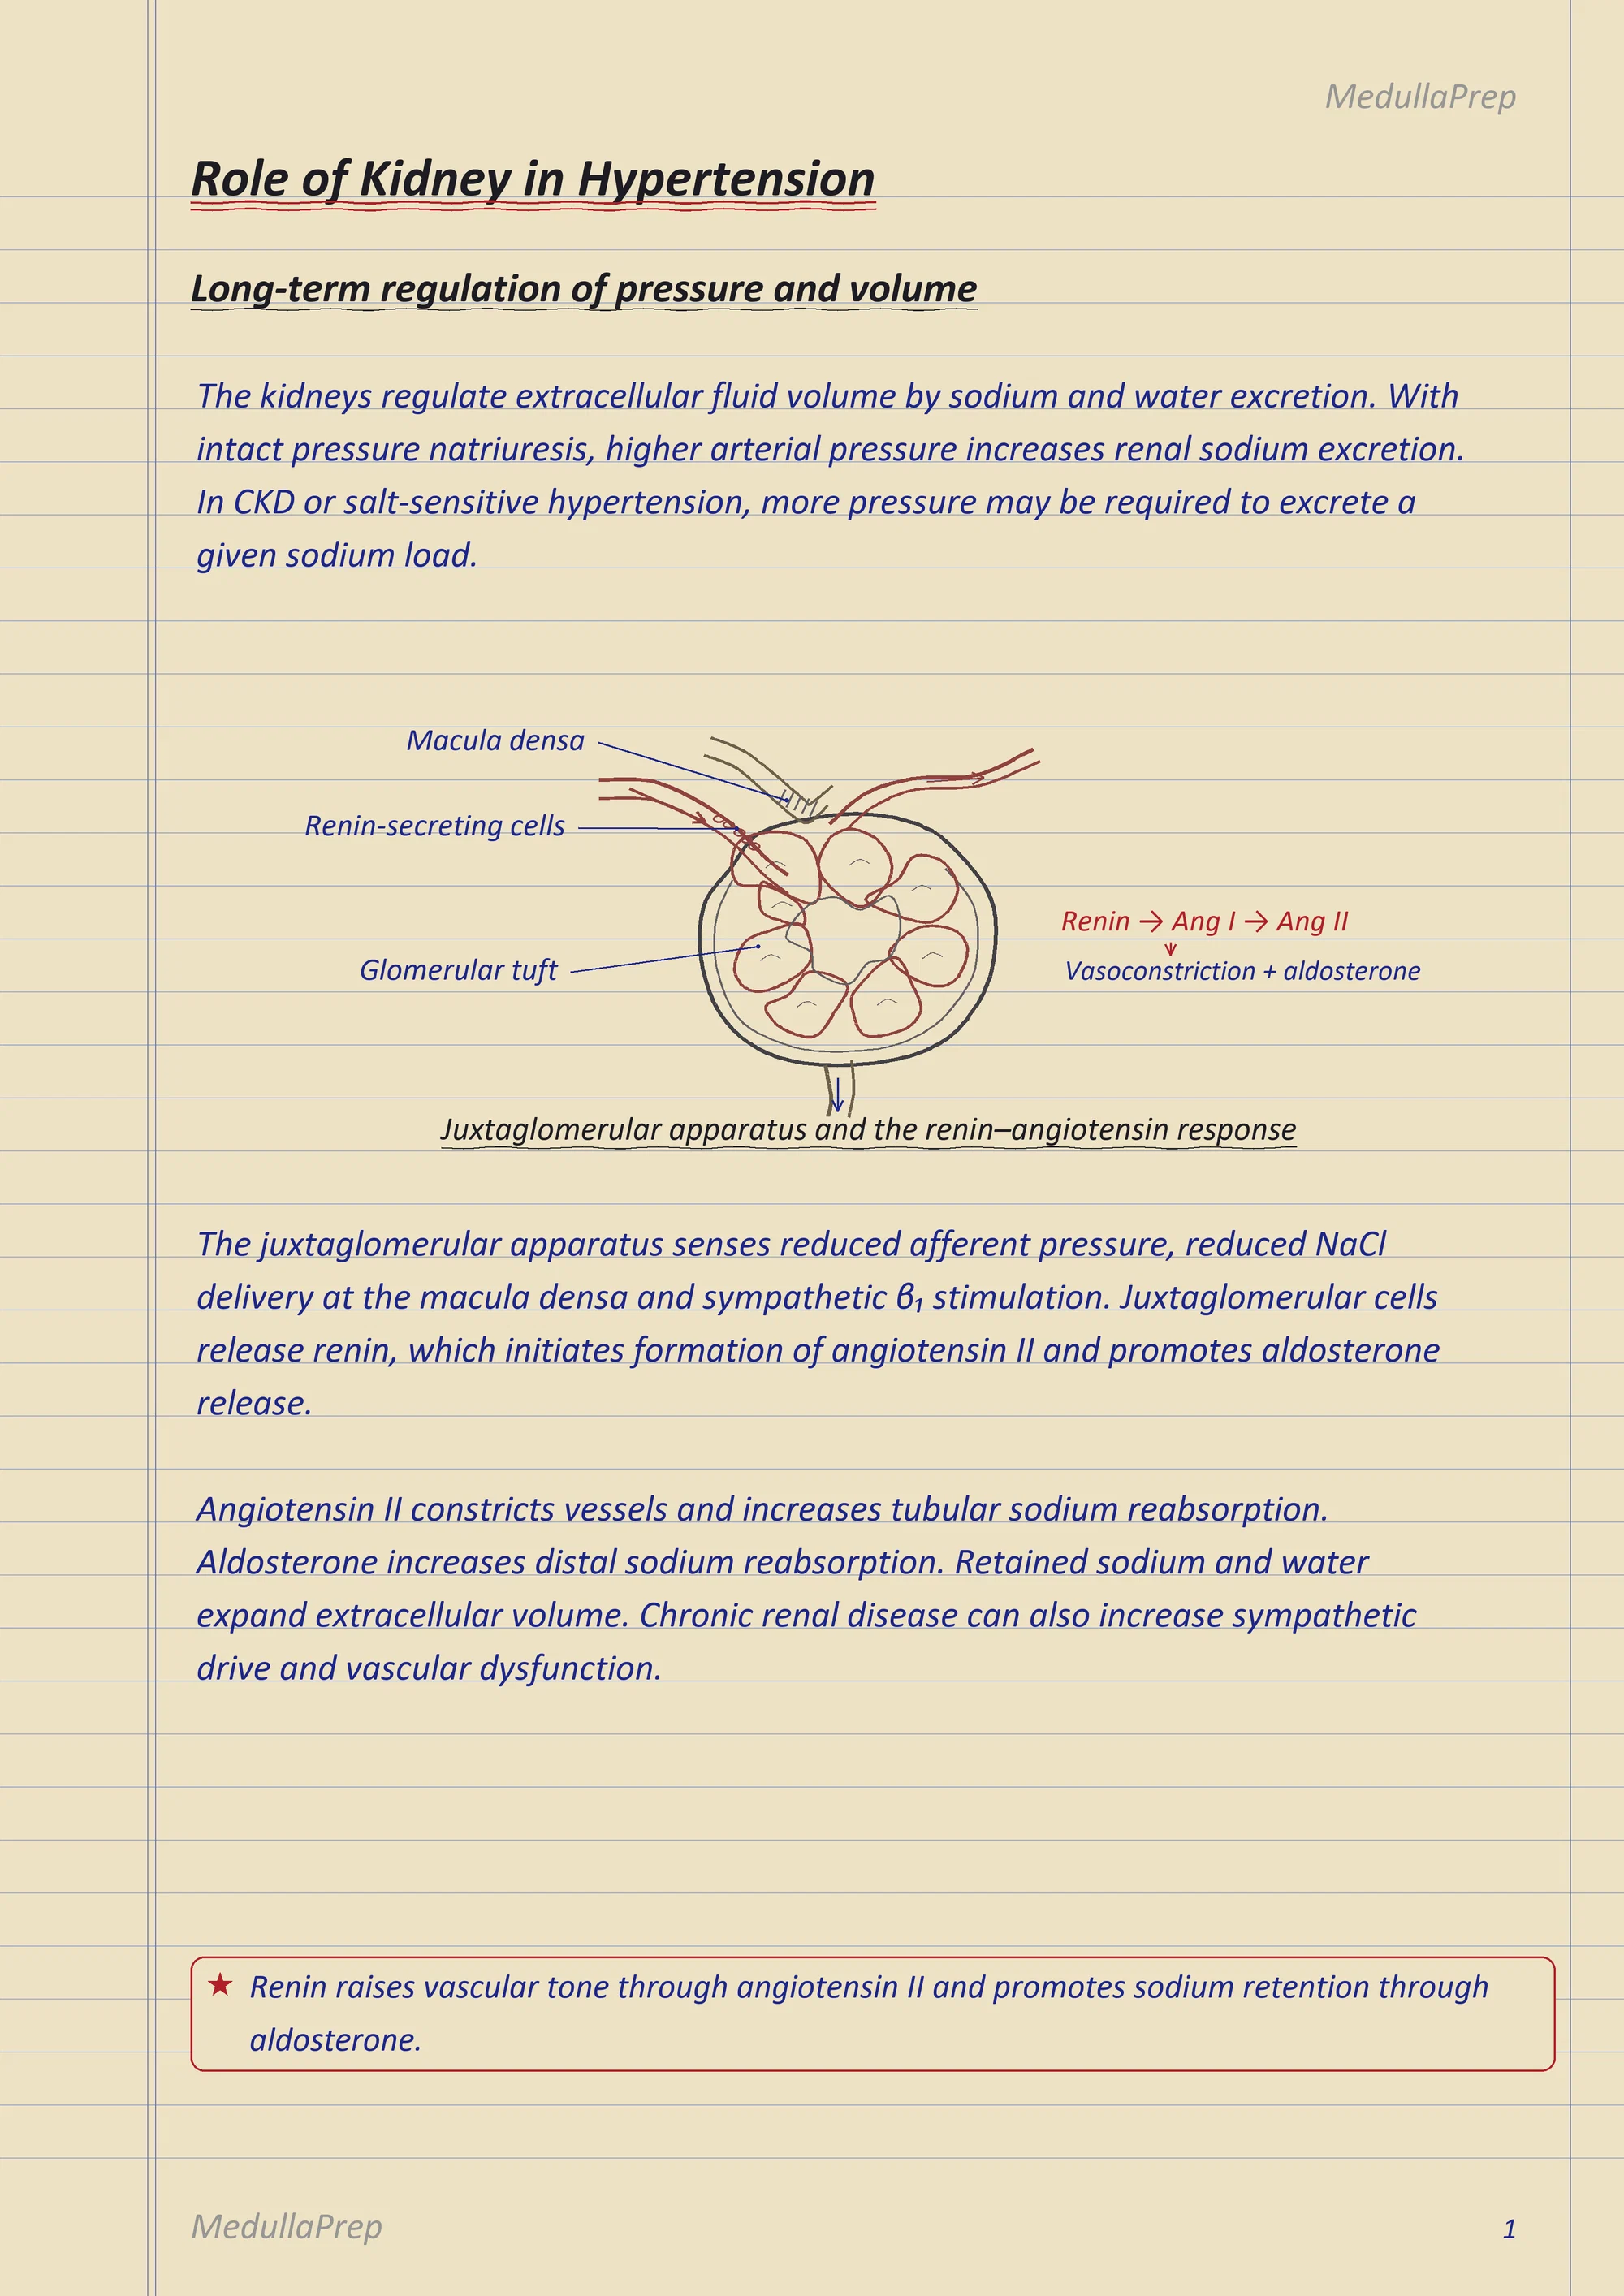 MedullaPrep
Role of Kidney in Hypertension
Long-term regulation of pressure and volume
The kidneys regulate extracellular fluid volume by sodium and water excretion. With
intact pressure natriuresis, higher arterial pressure increases renal sodium excretion.
In CKD or salt-sensitive hypertension, more pressure may be required to excrete a
given sodium load.
Macula densa
Renin-secreting cells
Glomerular tuft
Renin → Ang I → Ang II
Vasoconstriction + aldosterone
Juxtaglomerular apparatus and the renin–angiotensin response
The juxtaglomerular apparatus senses reduced afferent pressure, reduced NaCl
delivery at the macula densa and sympathetic β₁ stimulation. Juxtaglomerular cells
release renin, which initiates formation of angiotensin II and promotes aldosterone
release.
Angiotensin II constricts vessels and increases tubular sodium reabsorption.
Aldosterone increases distal sodium reabsorption. Retained sodium and water
expand extracellular volume. Chronic renal disease can also increase sympathetic
drive and vascular dysfunction.
★ Renin raises vascular tone through angiotensin II and promotes sodium retention through
aldosterone.
MedullaPrep
1